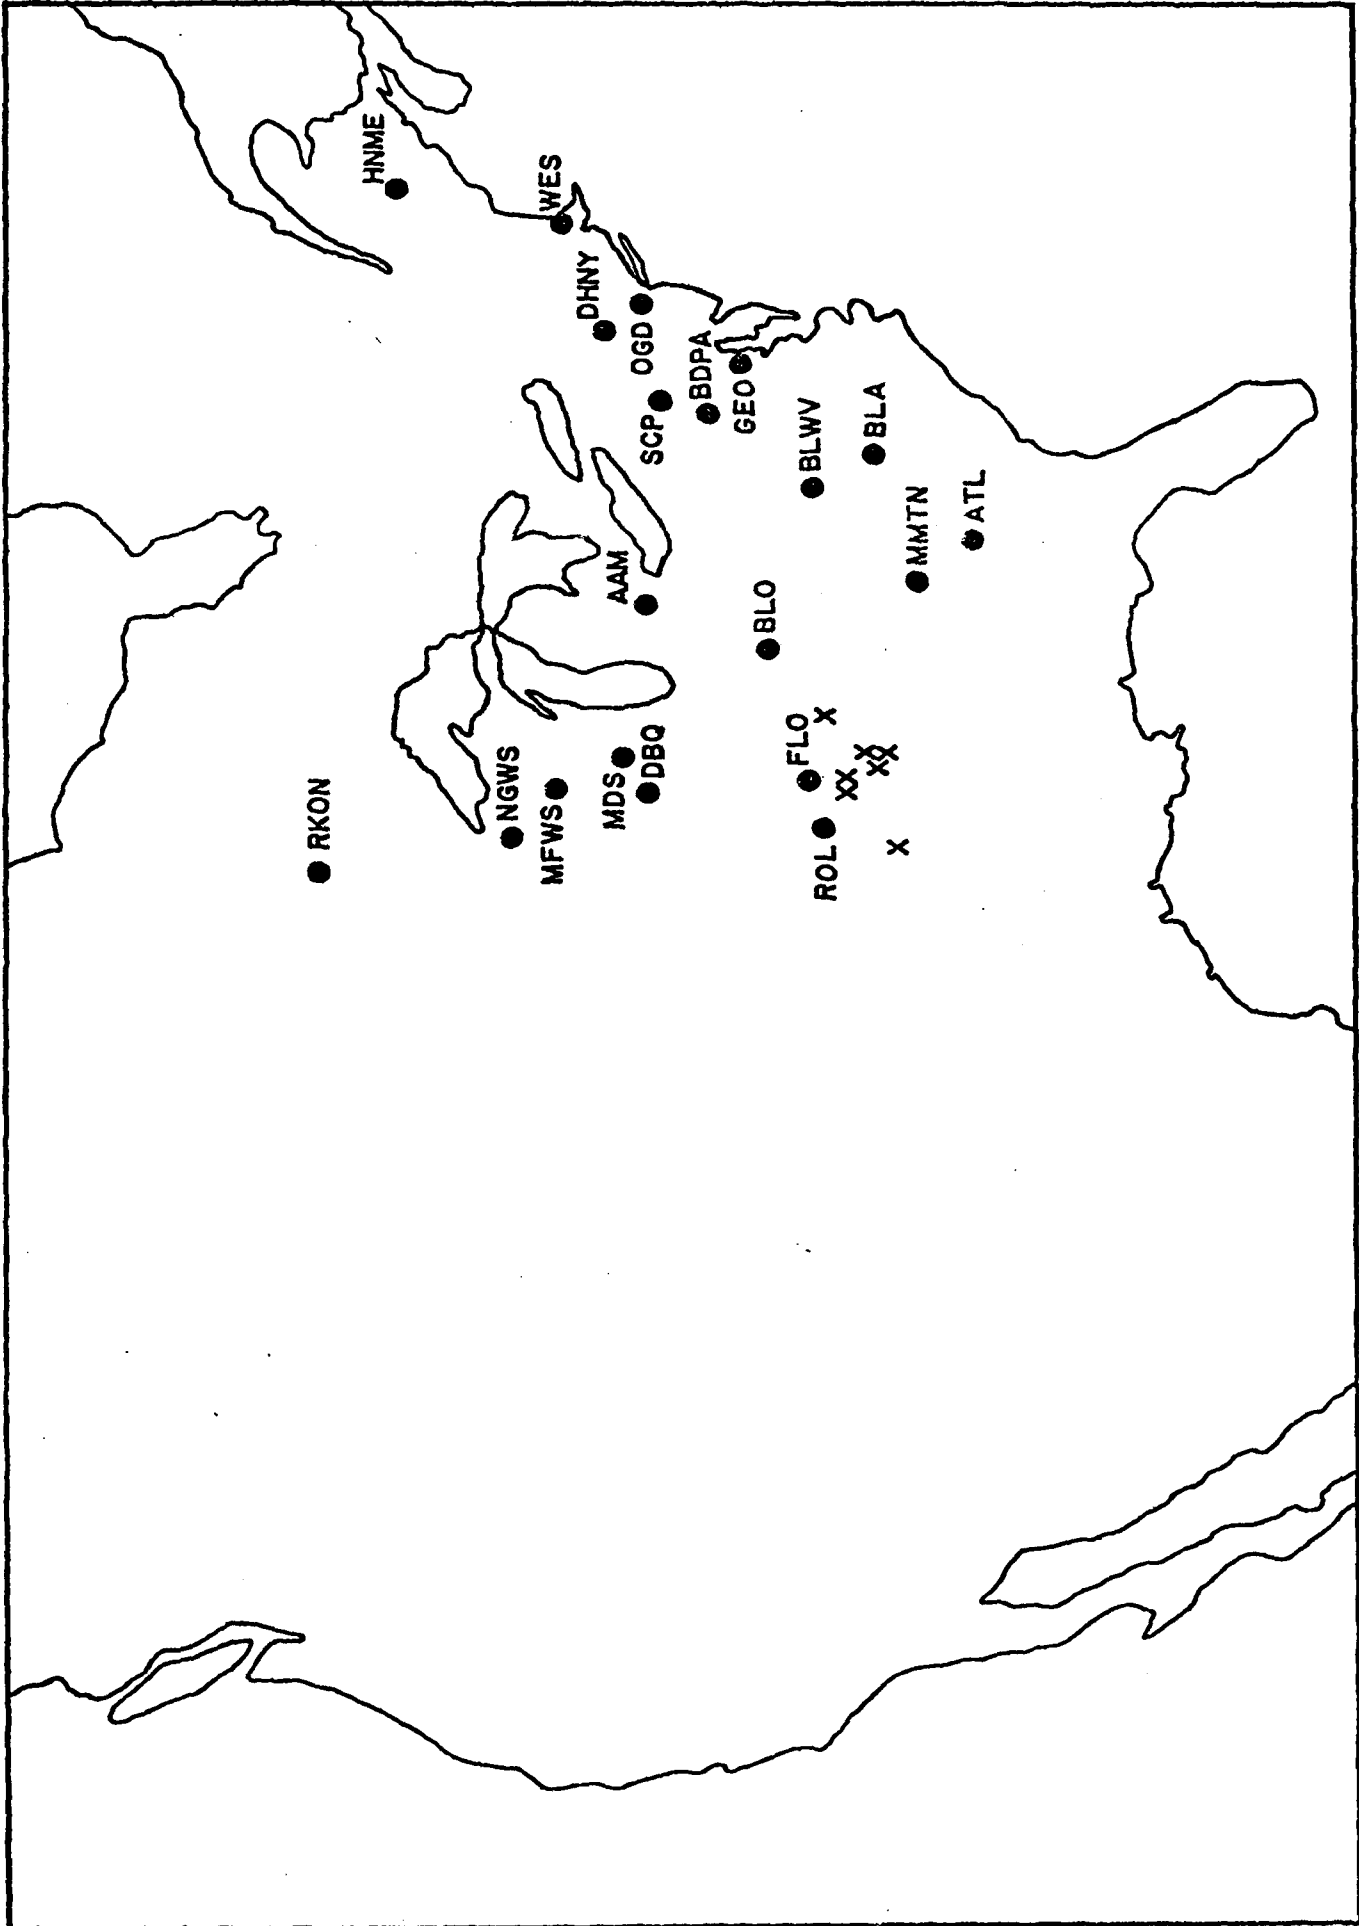 HNME
WES
DHNY
OGD
BDPA
SCP
GEO
BLWV
BLA
MMTN
ATL
AAM
BLO
RKON
NGWS
MFWS
MDS
DBQ
FLO
ROL
X
X
X
X
X
X
X
X